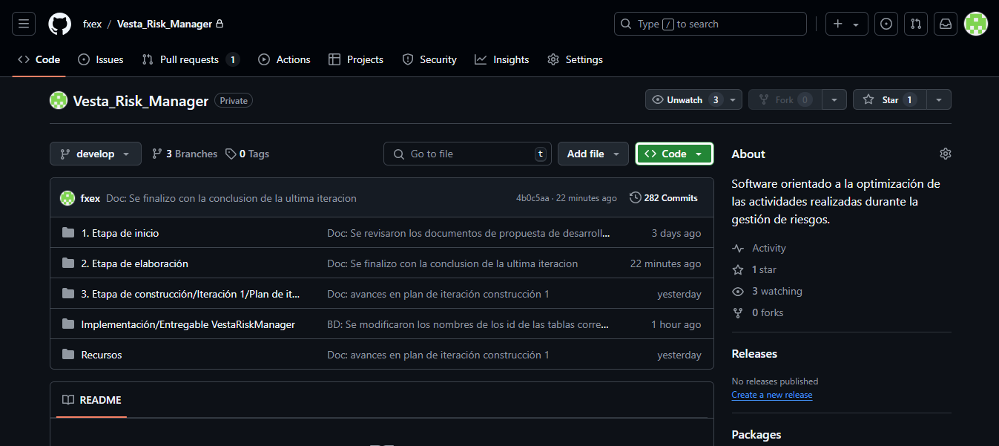 fxex / Vesta_Risk_Manager
Type / to search
Code
Issues
Pull requests 1
Actions
Projects
Security
Insights
Settings
Vesta_Risk_Manager Private
Unwatch 3
Fork 0
Star 1
develop
3 Branches
0 Tags
Go to file t
Add file
Code
fxex Doc: Se finalizo con la conclusion de la ultima iteracion 4b0c5aa · 22 minutes ago 282 Commits
1. Etapa de inicio Doc: Se revisaron los documentos de propuesta de desarroll... 3 days ago
2. Etapa de elaboración Doc: Se finalizo con la conclusion de la ultima iteracion 22 minutes ago
3. Etapa de construcción/Iteración 1/Plan de it... Doc: avances en plan de iteración construcción 1 yesterday
Implementación/Entregable VestaRiskManager BD: Se modificaron los nombres de los id de las tablas corre... 1 hour ago
Recursos Doc: avances en plan de iteración construcción 1 yesterday
README
About
Software orientado a la optimización de
las actividades realizadas durante la
gestión de riesgos.
Activity
1 star
3 watching
0 forks
Releases
No releases published
Create a new release
Packages